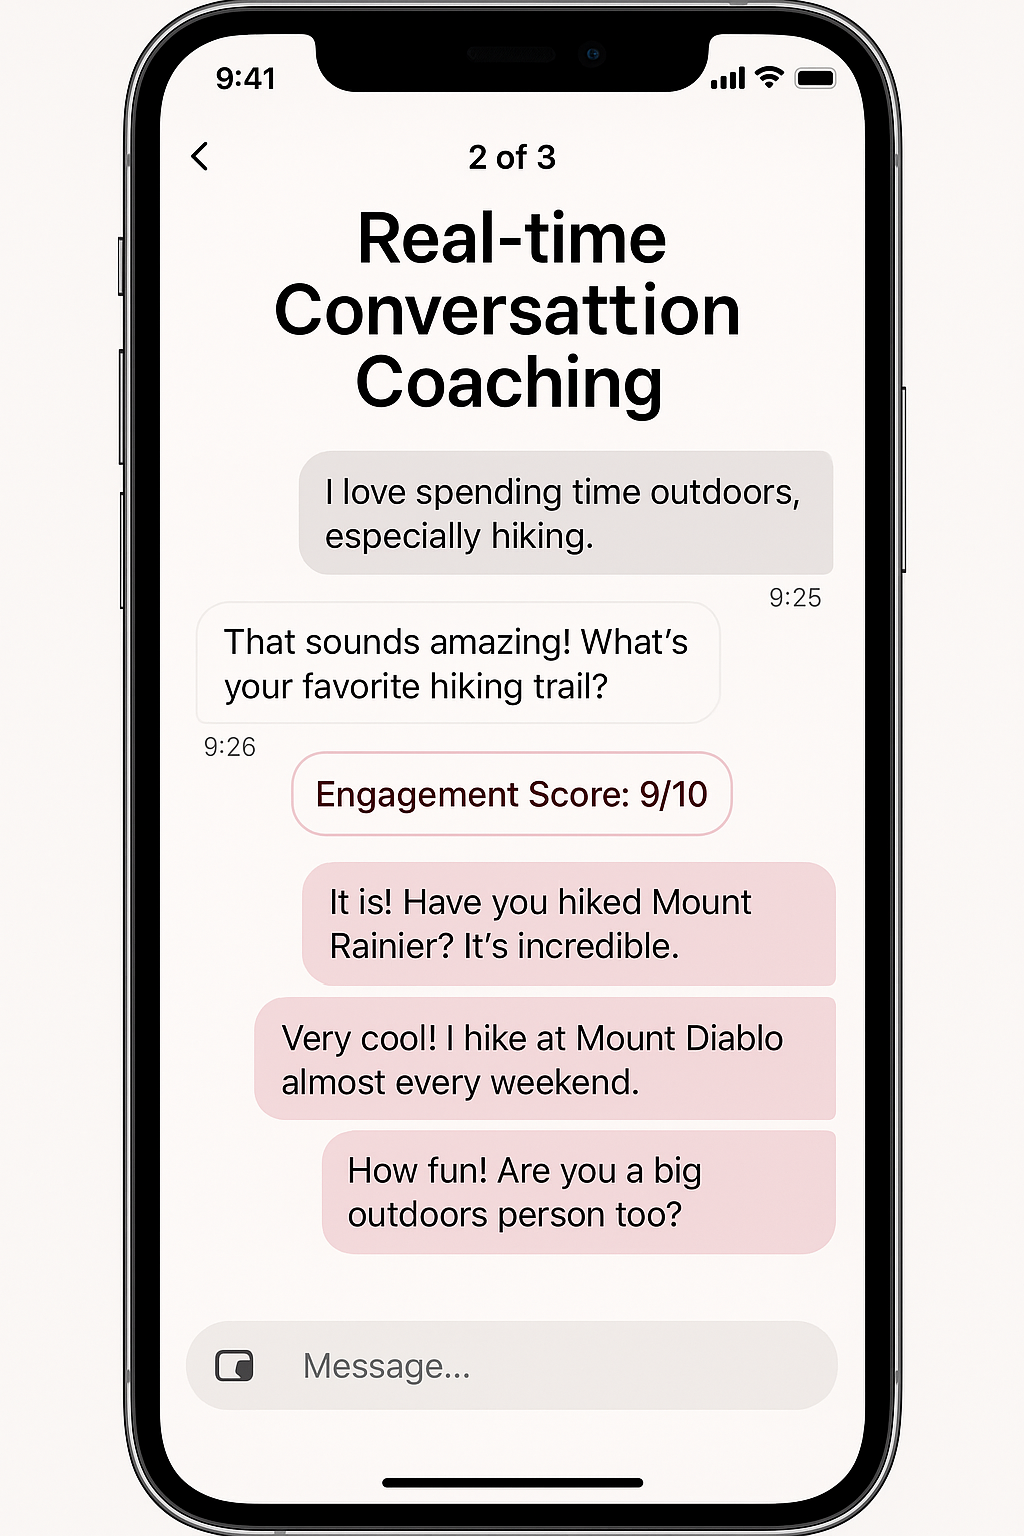 9:41
2 of 3
Real-time
Conversattion
Coaching
I love spending time outdoors,
especially hiking.
9:25
That sounds amazing! What’s
your favorite hiking trail?
9:26
Engagement Score: 9/10
It is! Have you hiked Mount
Rainier? It’s incredible.
Very cool! I hike at Mount Diablo
almost every weekend.
How fun! Are you a big
outdoors person too?
Message...